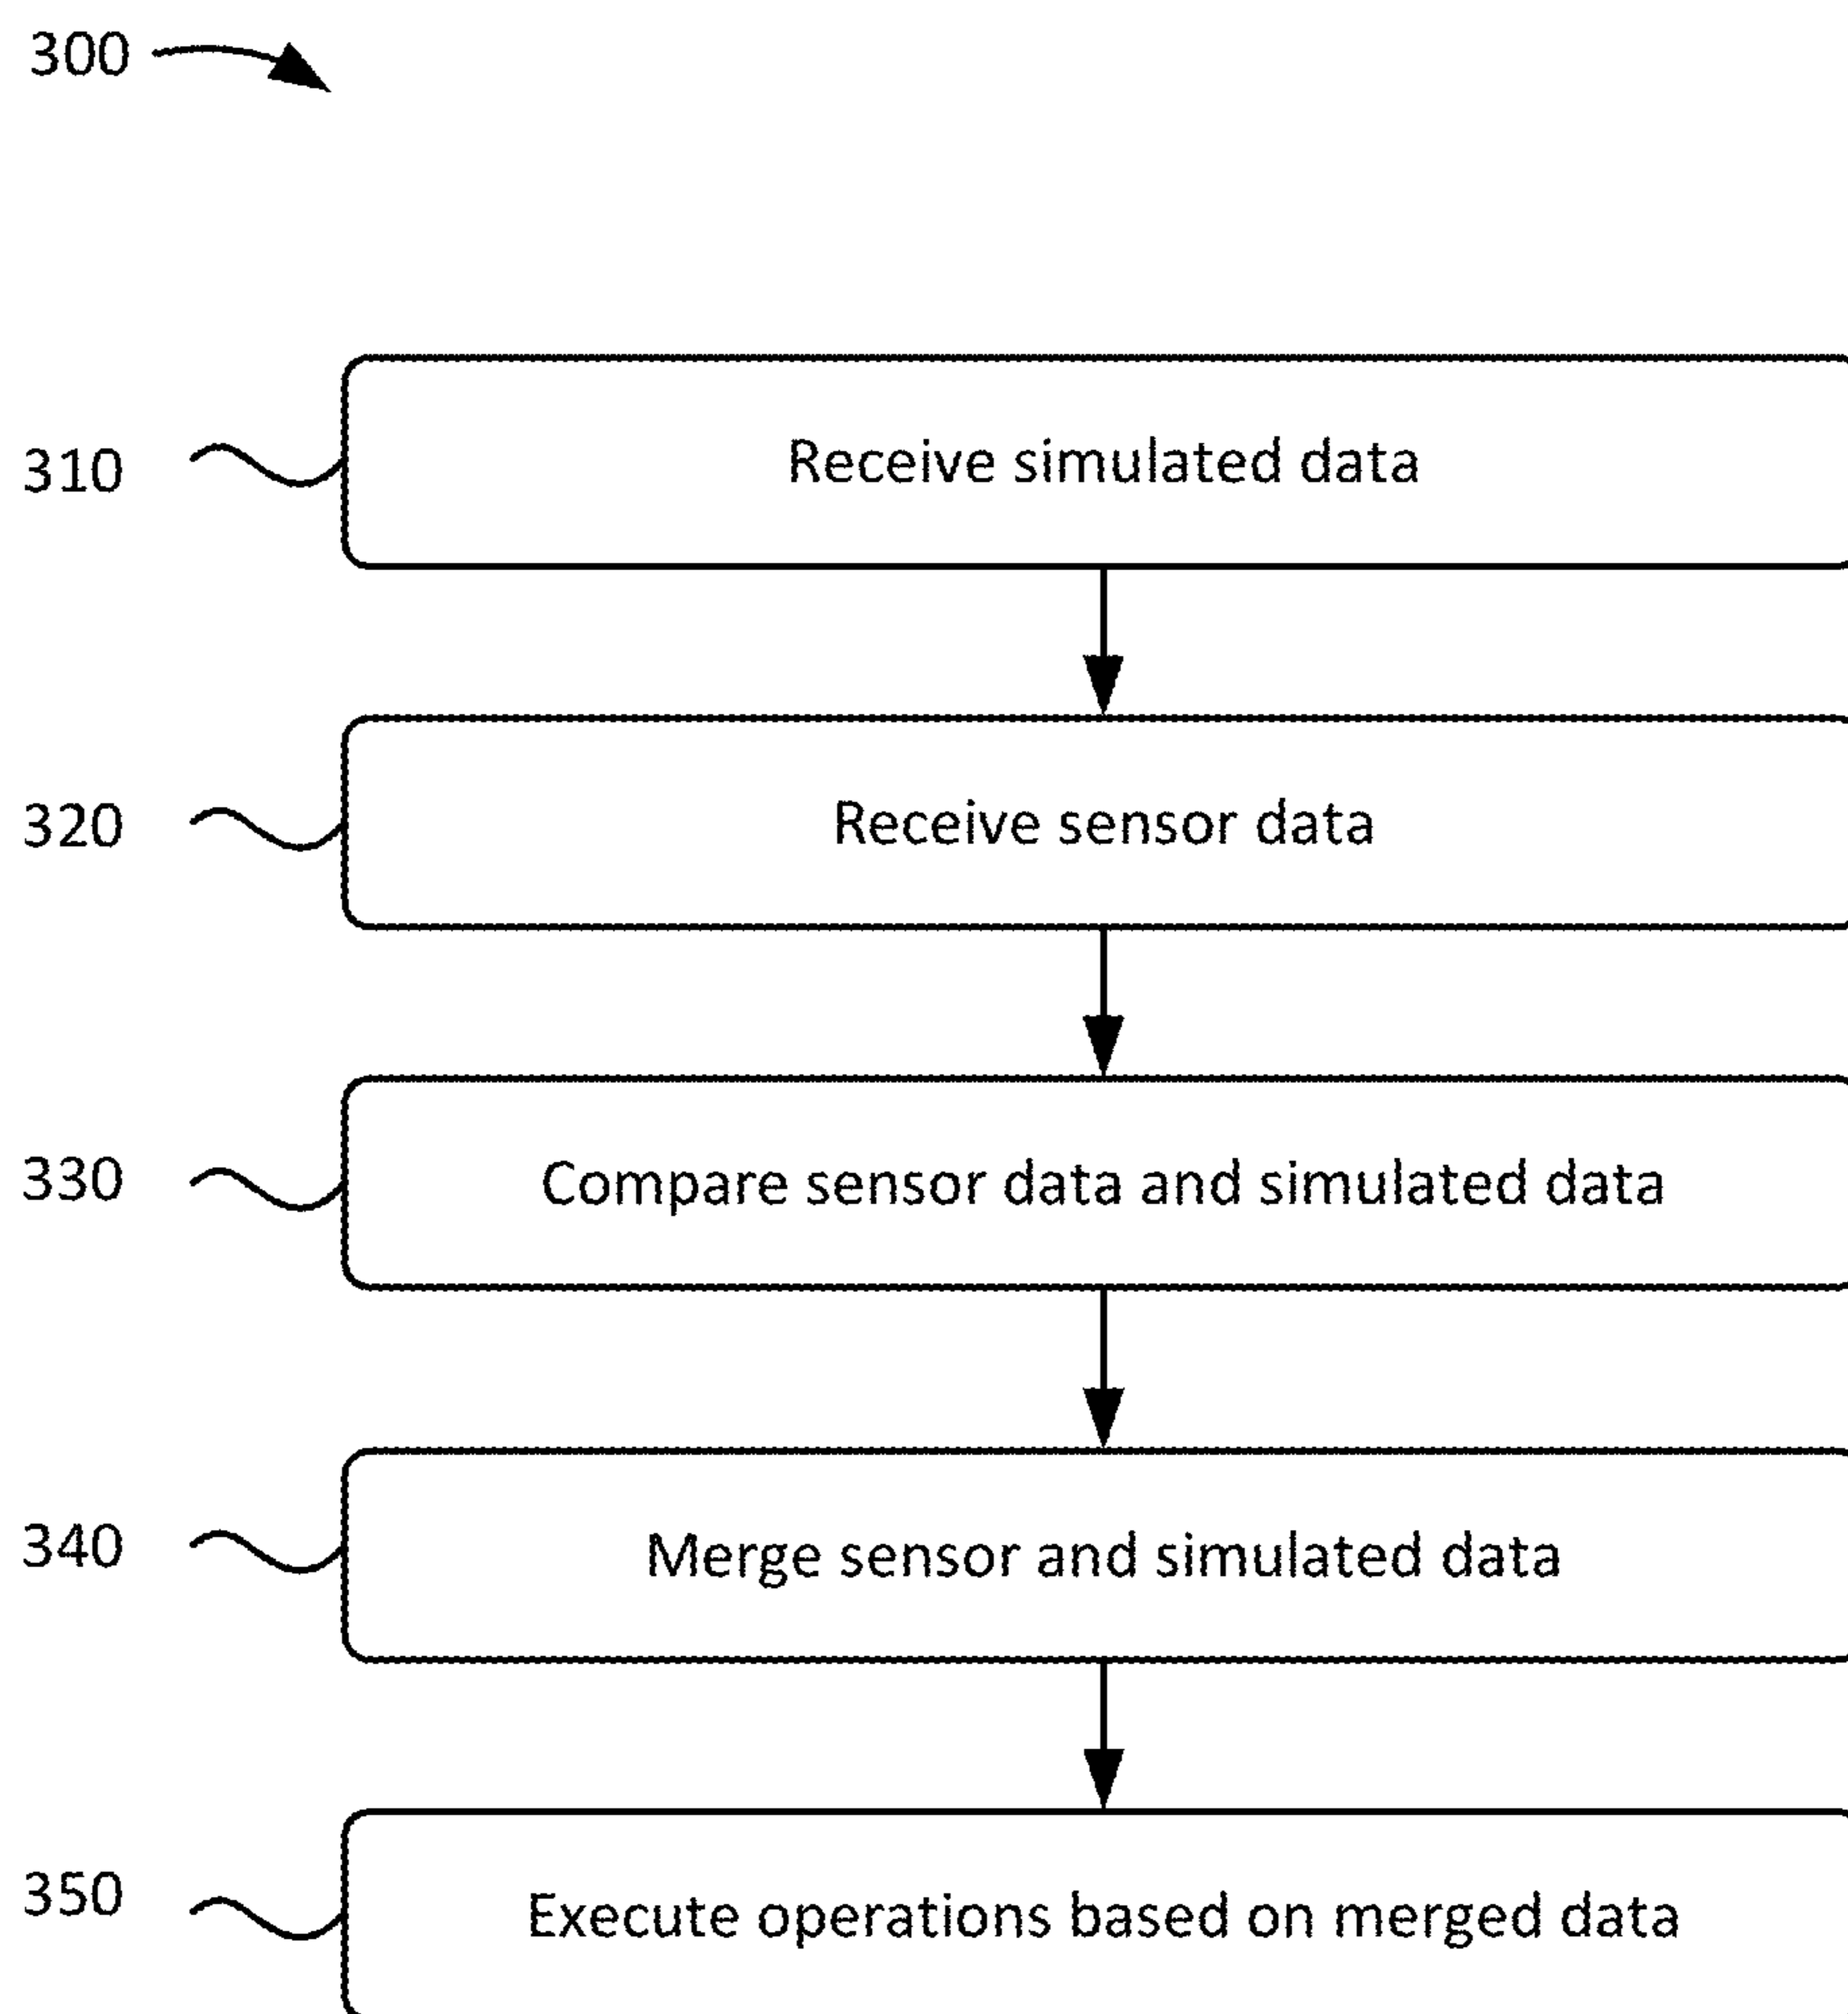 300
310
Receive simulated data
320
Receive sensor data
330
Compare sensor data and simulated data
340
Merge sensor and simulated data
350
Execute operations based on merged data